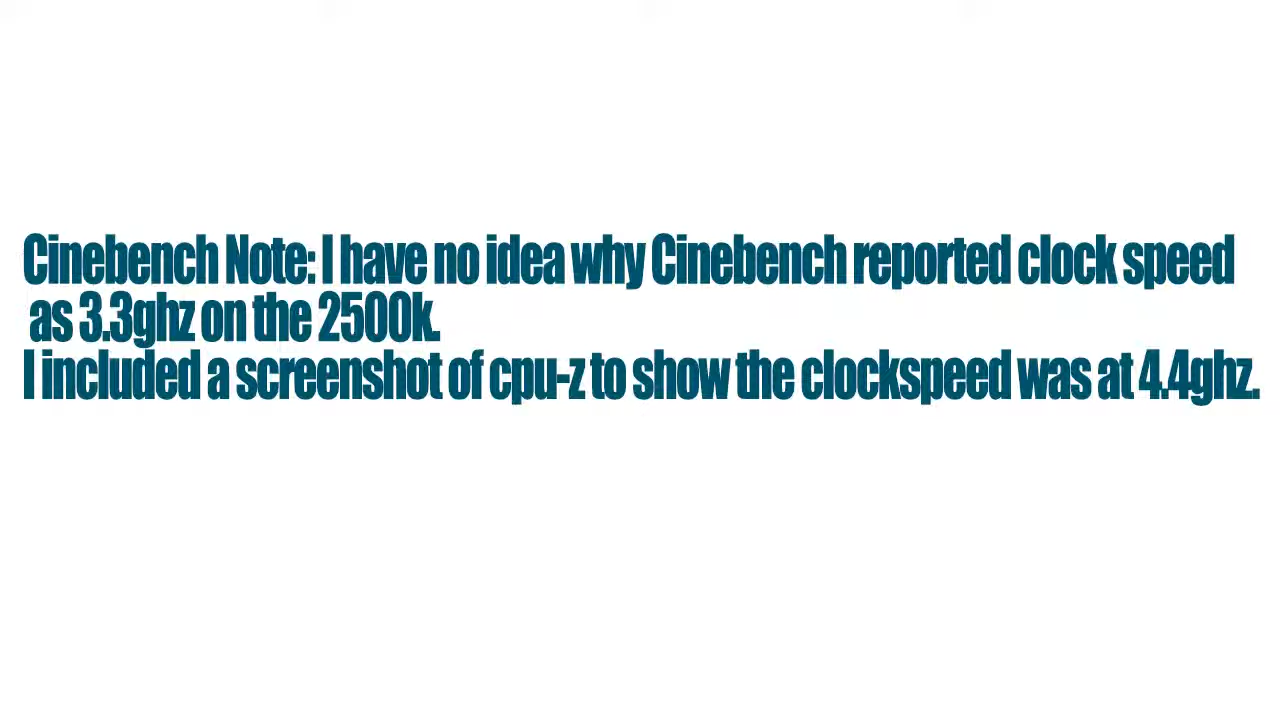 Cinebench Note: I have no idea why Cinebench reported clock speed
as 3.3ghz on the 2500k.
I included a screenshot of cpu-z to show the clockspeed was at 4.4ghz.